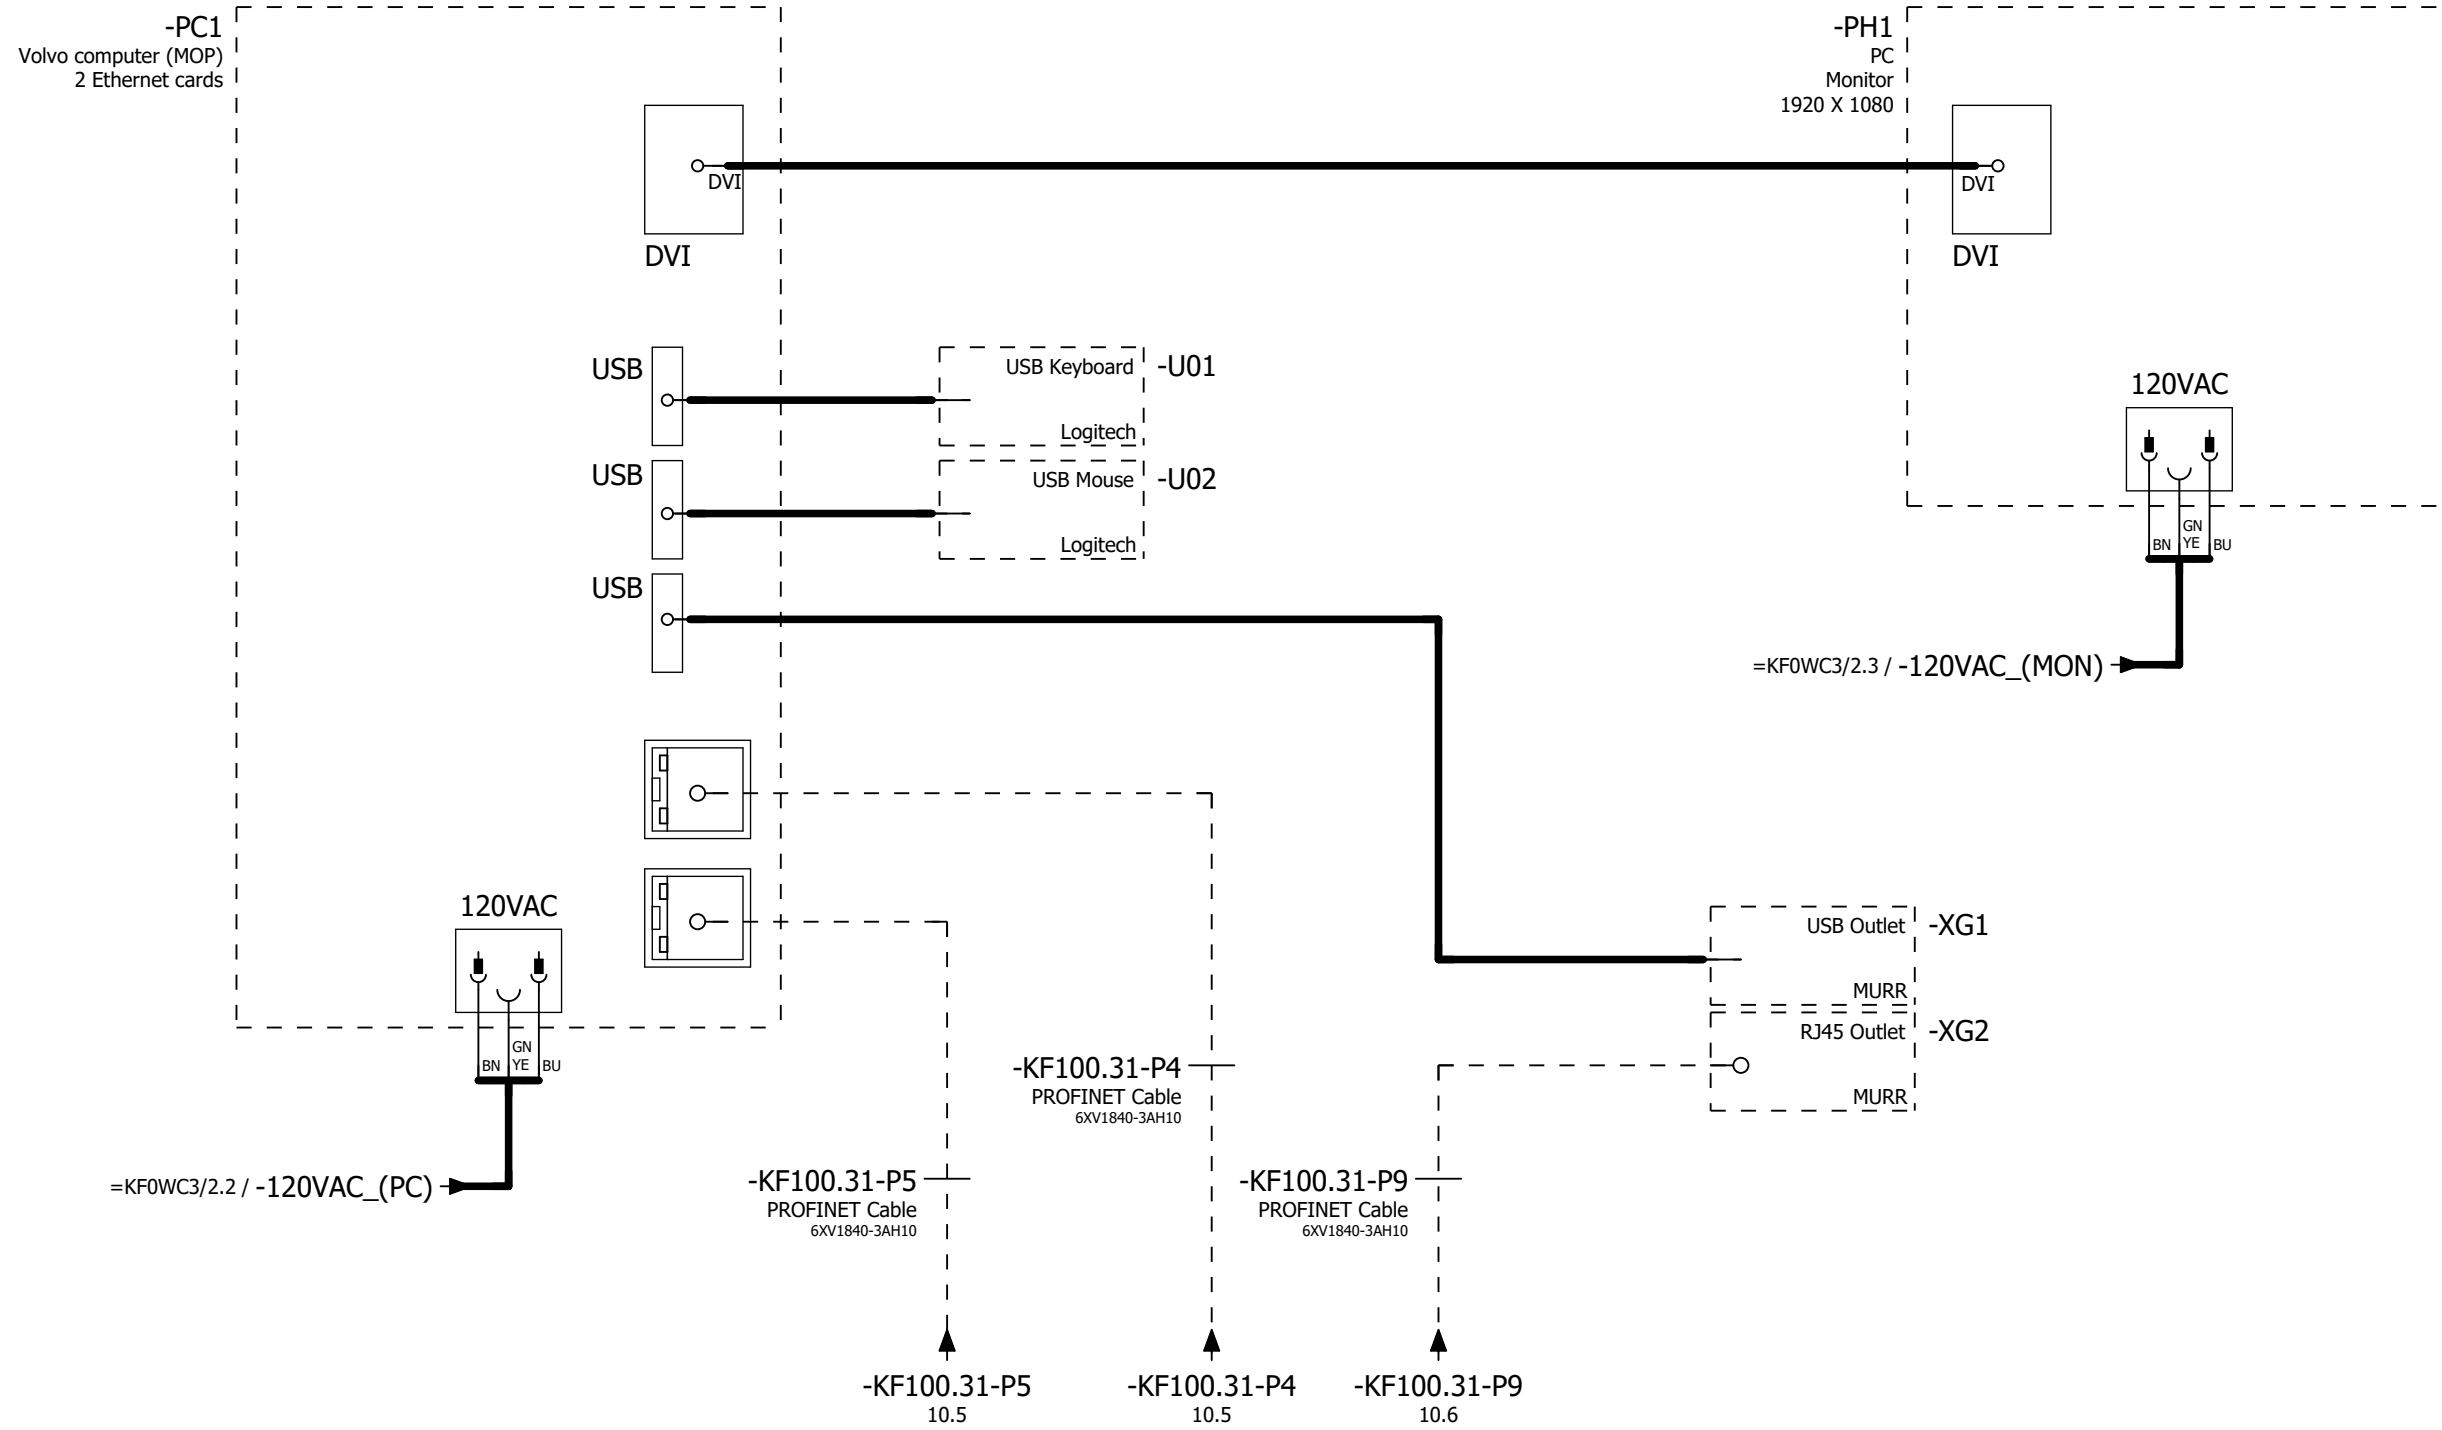 -PC1
Volvo computer (MOP)
2 Ethernet cards
-PH1
PC
Monitor
1920 X 1080
DVI
DVI
DVI
DVI
USB
USB Keyboard
-U01
Logitech
USB
USB Mouse
-U02
Logitech
USB
120VAC
BN
GN
YE
BU
=KF0WC3/2.3 / -120VAC_(MON)
120VAC
BN
GN
YE
BU
=KF0WC3/2.2 / -120VAC_(PC)
USB Outlet
-XG1
MURR
RJ45 Outlet
-XG2
MURR
-KF100.31-P4
PROFINET Cable
6XV1840-3AH10
-KF100.31-P5
PROFINET Cable
6XV1840-3AH10
-KF100.31-P9
PROFINET Cable
6XV1840-3AH10
-KF100.31-P5
10.5
-KF100.31-P4
10.5
-KF100.31-P9
10.6